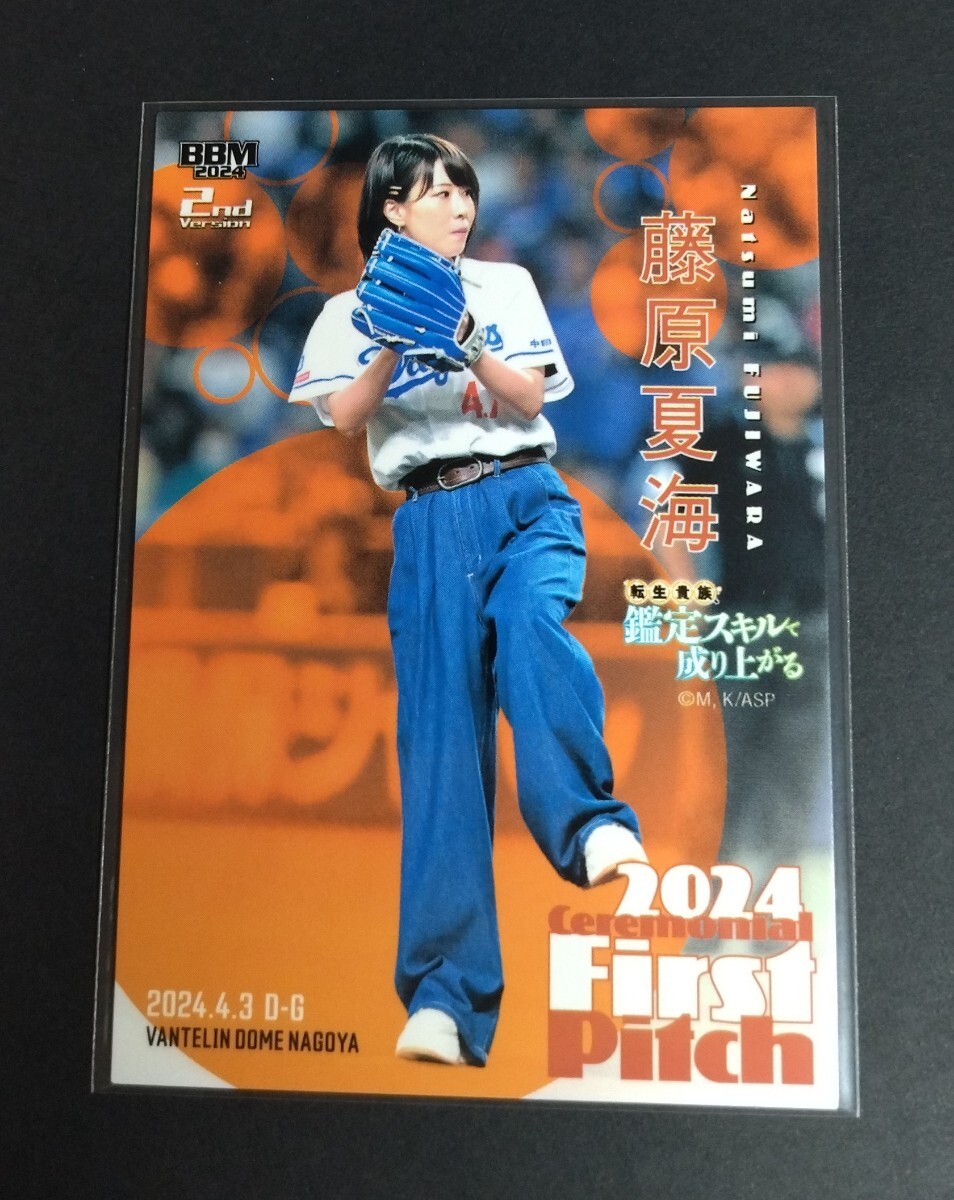 BBM
2024
2nd
Version
藤原夏海
Natsumi FUJIWARA
転生貴族、
鑑定スキルで
成り上がる
©M, K/ASP
2024
Ceremonial
First
Pitch
2024.4.3 D-G
VANTELIN DOME NAGOYA